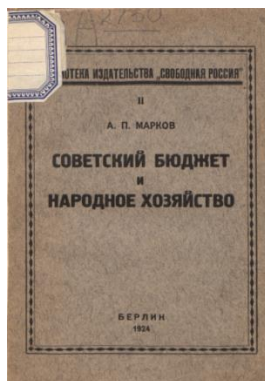 ИЗДАТЕЛЬСТВА „СВОБОДНАЯ РОССИЯ"
II
А. П. МАРКОВ
СОВЕТСКИЙ БЮДЖЕТ
И
НАРОДНОЕ ХОЗЯЙСТВО
БЕРЛИН
1924